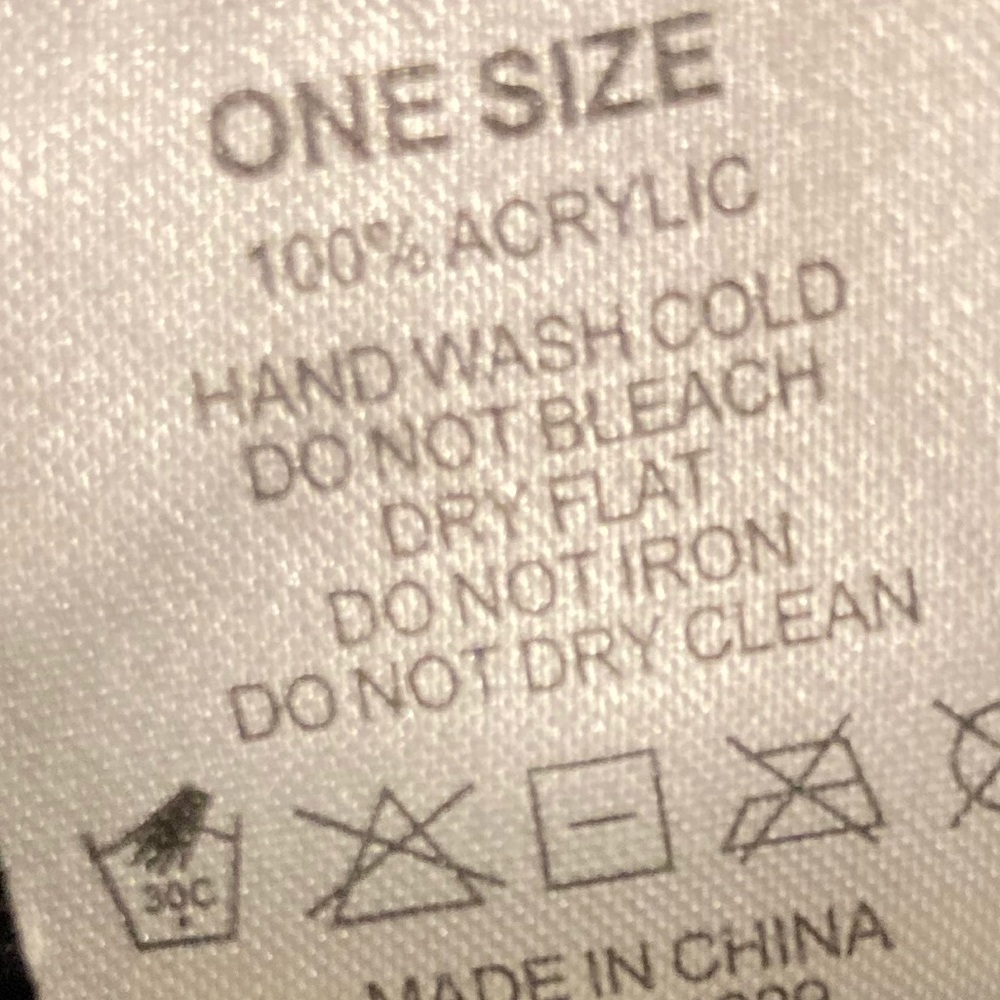 ONE SIZE
100% ACRYLIC
HAND WASH COLD
DO NOT BLEACH
DRY FLAT
DO NOT IRON
DO NOT DRY CLEAN
30C
MADE IN CHINA